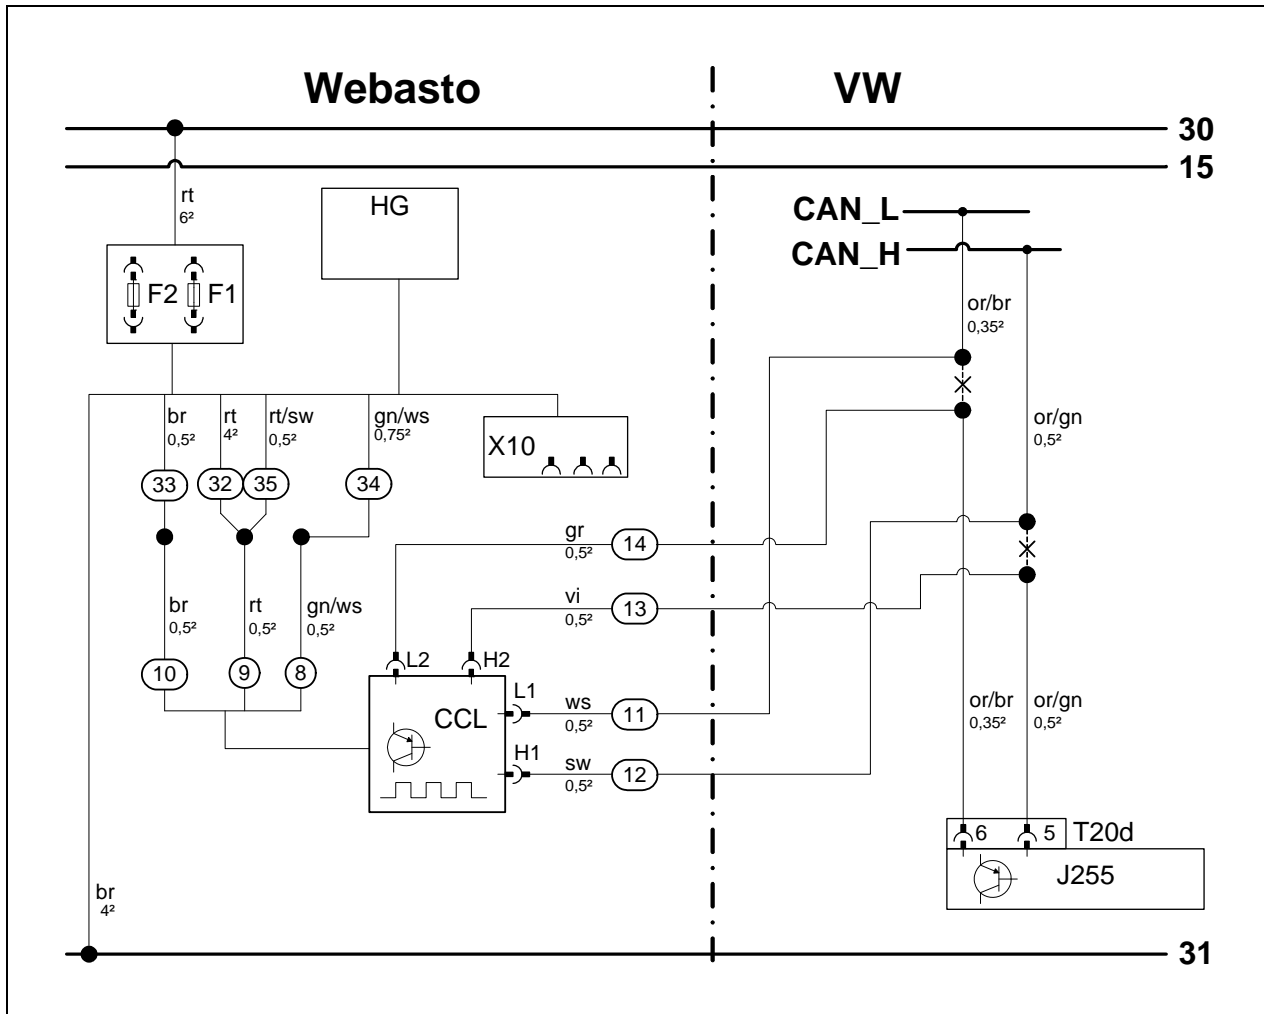 Webasto
VW
30
15
rt
6²
HG
CAN_L
CAN_H
F2
F1
or/br
0,35²
br
0,5²
rt
4²
rt/sw
0,5²
gn/ws
0,75²
X10
or/gn
0,5²
33
32
35
34
gr
0,5²
14
br
0,5²
rt
0,5²
gn/ws
0,5²
vi
0,5²
13
10
9
8
L2
H2
L1
ws
0,5²
11
or/br
0,35²
or/gn
0,5²
CCL
H1
sw
0,5²
12
6
5
T20d
J255
br
4²
31